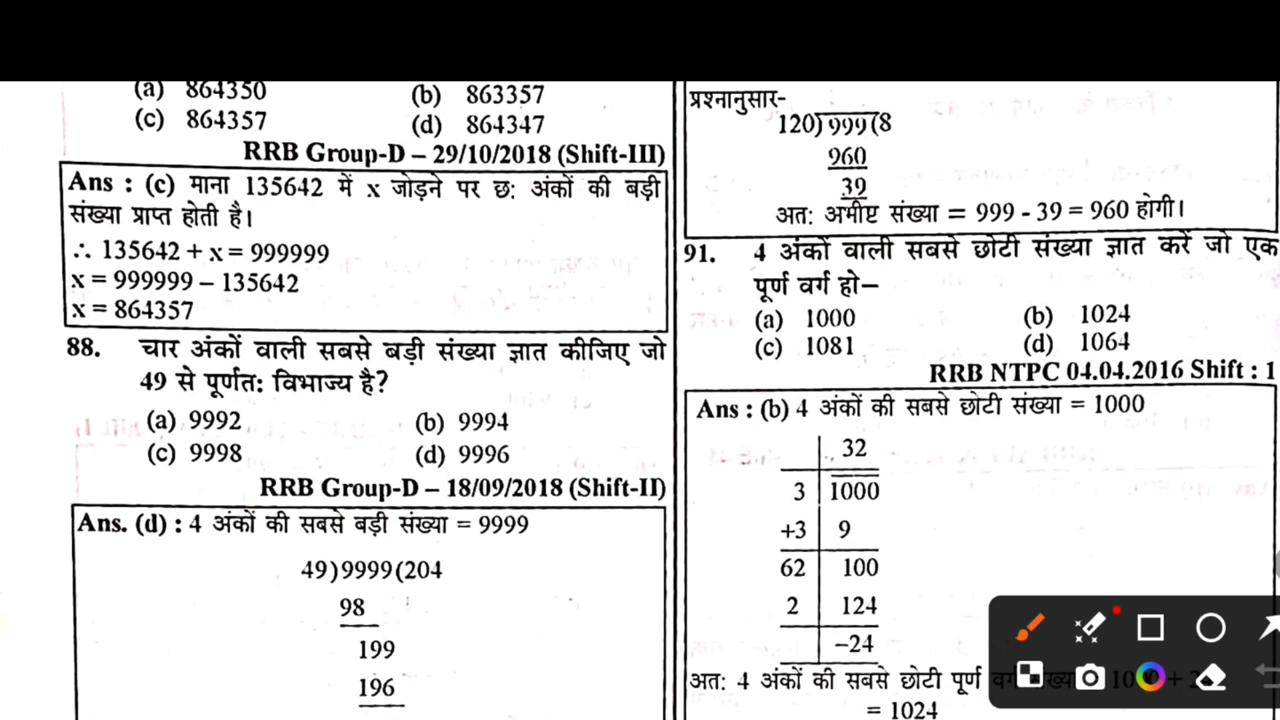 (a) 864350 (b) 863357
(c) 864357 (d) 864347
RRB Group-D – 29/10/2018 (Shift-III)
Ans : (c) माना 135642 में x जोड़ने पर छ: अंकों की बड़ी
संख्या प्राप्त होती है।
∴ 135642 + x = 999999
x = 999999 – 135642
x = 864357
88. चार अंकों वाली सबसे बड़ी संख्या ज्ञात कीजिए जो
49 से पूर्णत: विभाज्य है?
(a) 9992 (b) 9994
(c) 9998 (d) 9996
RRB Group-D – 18/09/2018 (Shift-II)
Ans. (d) : 4 अंकों की सबसे बड़ी संख्या = 9999
49)9999(204
98
199
196
प्रश्नानुसार-
120)999(8
960
39
अत: अभीष्ट संख्या = 999 - 39 = 960 होगी।
91. 4 अंकों वाली सबसे छोटी संख्या ज्ञात करें जो एक
पूर्ण वर्ग हो–
(a) 1000 (b) 1024
(c) 1081 (d) 1064
RRB NTPC 04.04.2016 Shift : 1
Ans : (b) 4 अंकों की सबसे छोटी संख्या = 1000
32
3 1000
+3 9
62 100
2 124
–24
अत: 4 अंकों की सबसे छोटी पूर्ण
= 1024